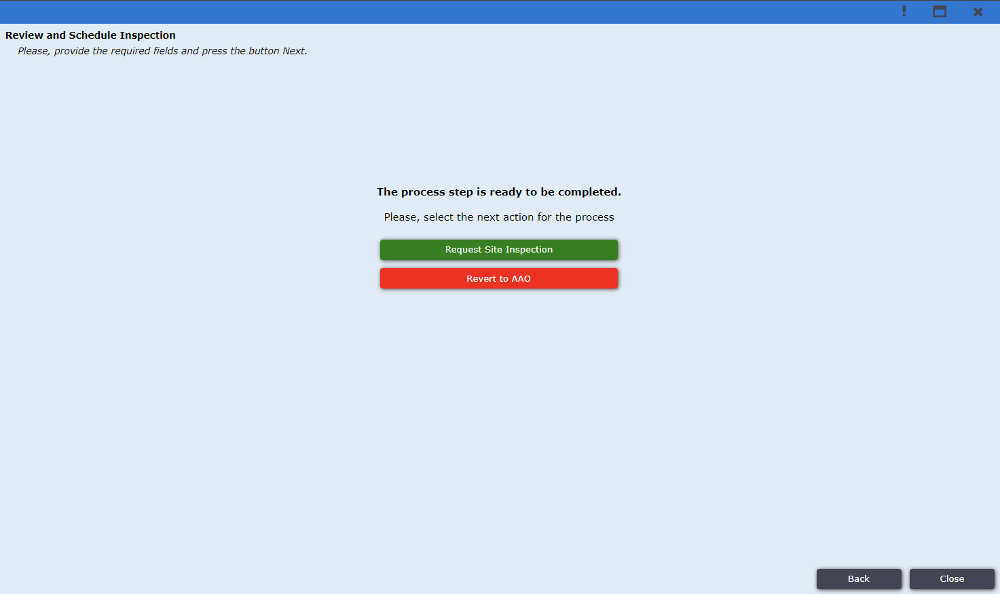 Review and Schedule Inspection
Please, provide the required fields and press the button Next.
The process step is ready to be completed.
Please, select the next action for the process
Request Site Inspection
Revert to AAO
Back
Close